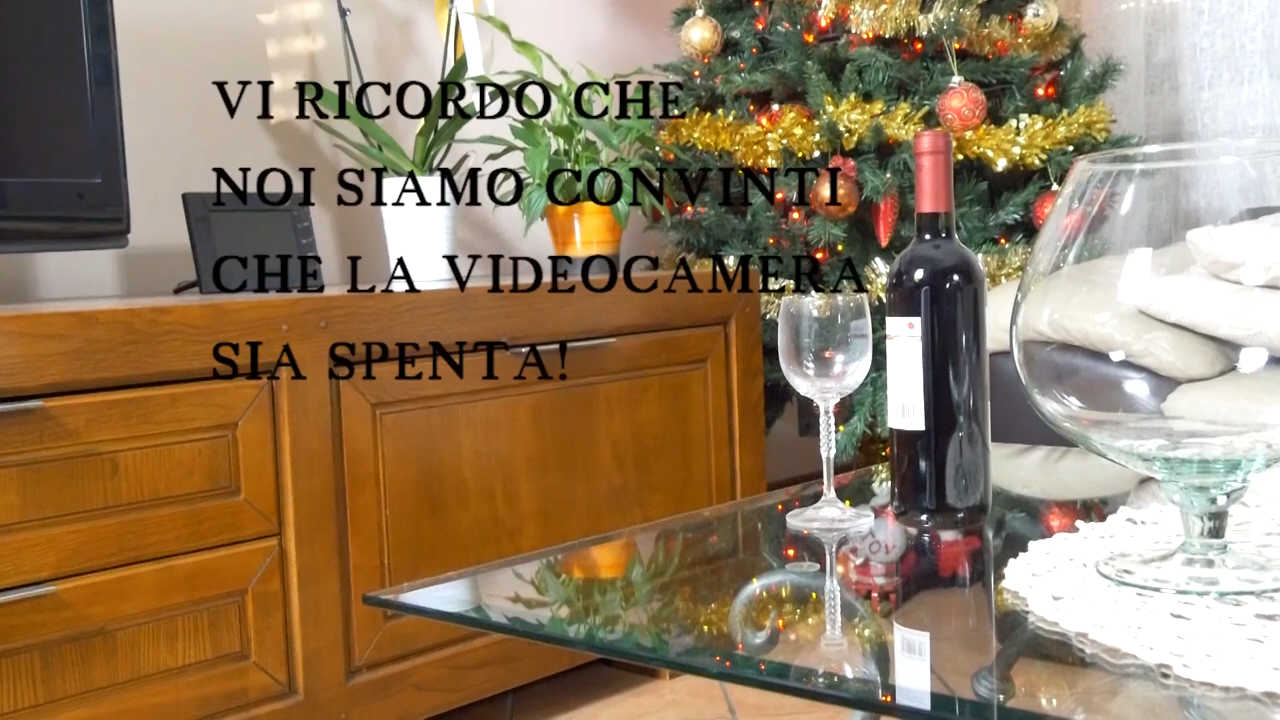 VI RICORDO CHE
NOI SIAMO CONVINTI
CHE LA VIDEOCAMERA
SIA SPENTA!